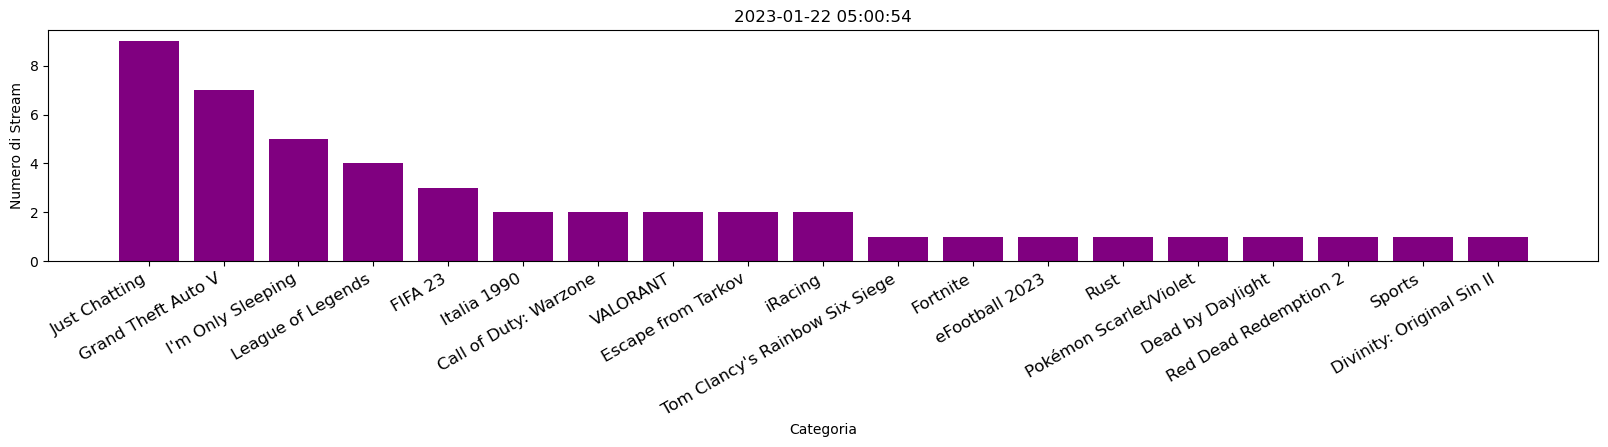 2023-01-22 05:00:54
Numero di Stream
8
6
4
2
0
Just Chatting
Grand Theft Auto V
I'm Only Sleeping
League of Legends
FIFA 23
Italia 1990
Call of Duty: Warzone
VALORANT
Escape from Tarkov
iRacing
Tom Clancy's Rainbow Six Siege
Fortnite
eFootball 2023
Rust
Pokémon Scarlet/Violet
Dead by Daylight
Red Dead Redemption 2
Sports
Divinity: Original Sin II
Categoria